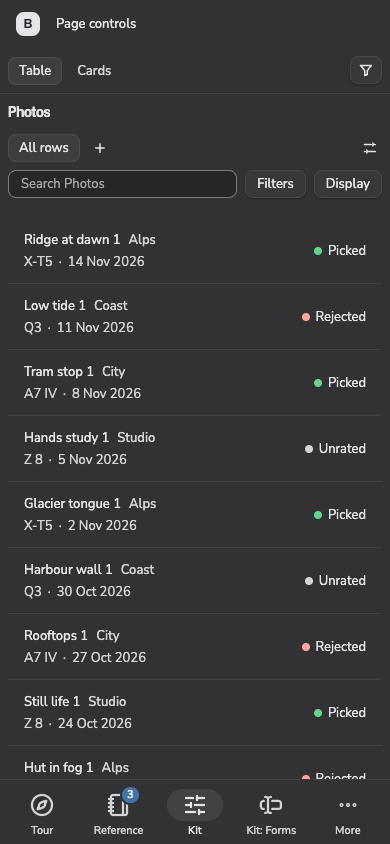 B Page controls
Table Cards
Photos
All rows +
Search Photos Filters Display
Ridge at dawn 1 Alps
X-T5 · 14 Nov 2026 Picked
Low tide 1 Coast
Q3 · 11 Nov 2026 Rejected
Tram stop 1 City
A7 IV · 8 Nov 2026 Picked
Hands study 1 Studio
Z 8 · 5 Nov 2026 Unrated
Glacier tongue 1 Alps
X-T5 · 2 Nov 2026 Picked
Harbour wall 1 Coast
Q3 · 30 Oct 2026 Unrated
Rooftops 1 City
A7 IV · 27 Oct 2026 Rejected
Still life 1 Studio
Z 8 · 24 Oct 2026 Picked
Hut in fog 1 Alps
Rejected
3
Tour Reference Kit Kit: Forms More